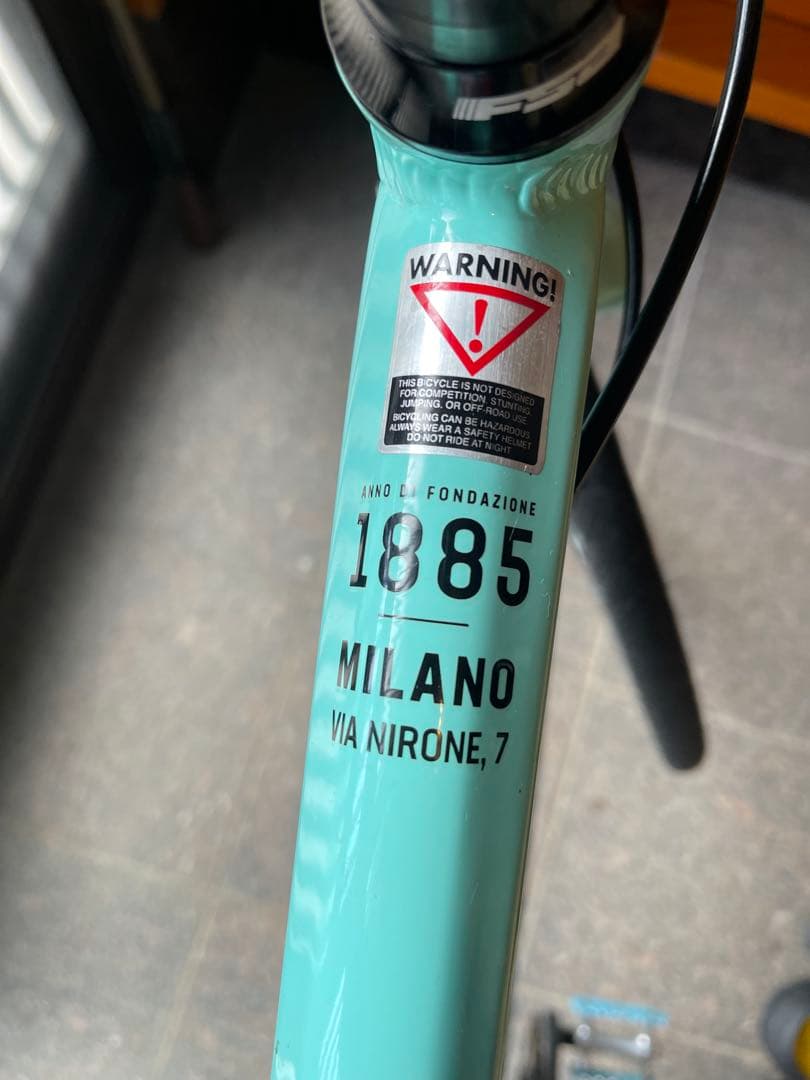 FSA
WARNING!
!
THIS BICYCLE IS NOT DESIGNED
FOR COMPETITION, STUNTING,
JUMPING, OR OFF-ROAD USE.
BICYCLING CAN BE HAZARDOUS
ALWAYS WEAR A SAFETY HELMET
DO NOT RIDE AT NIGHT
ANNO DI FONDAZIONE
1885
MILANO
VIA NIRONE, 7